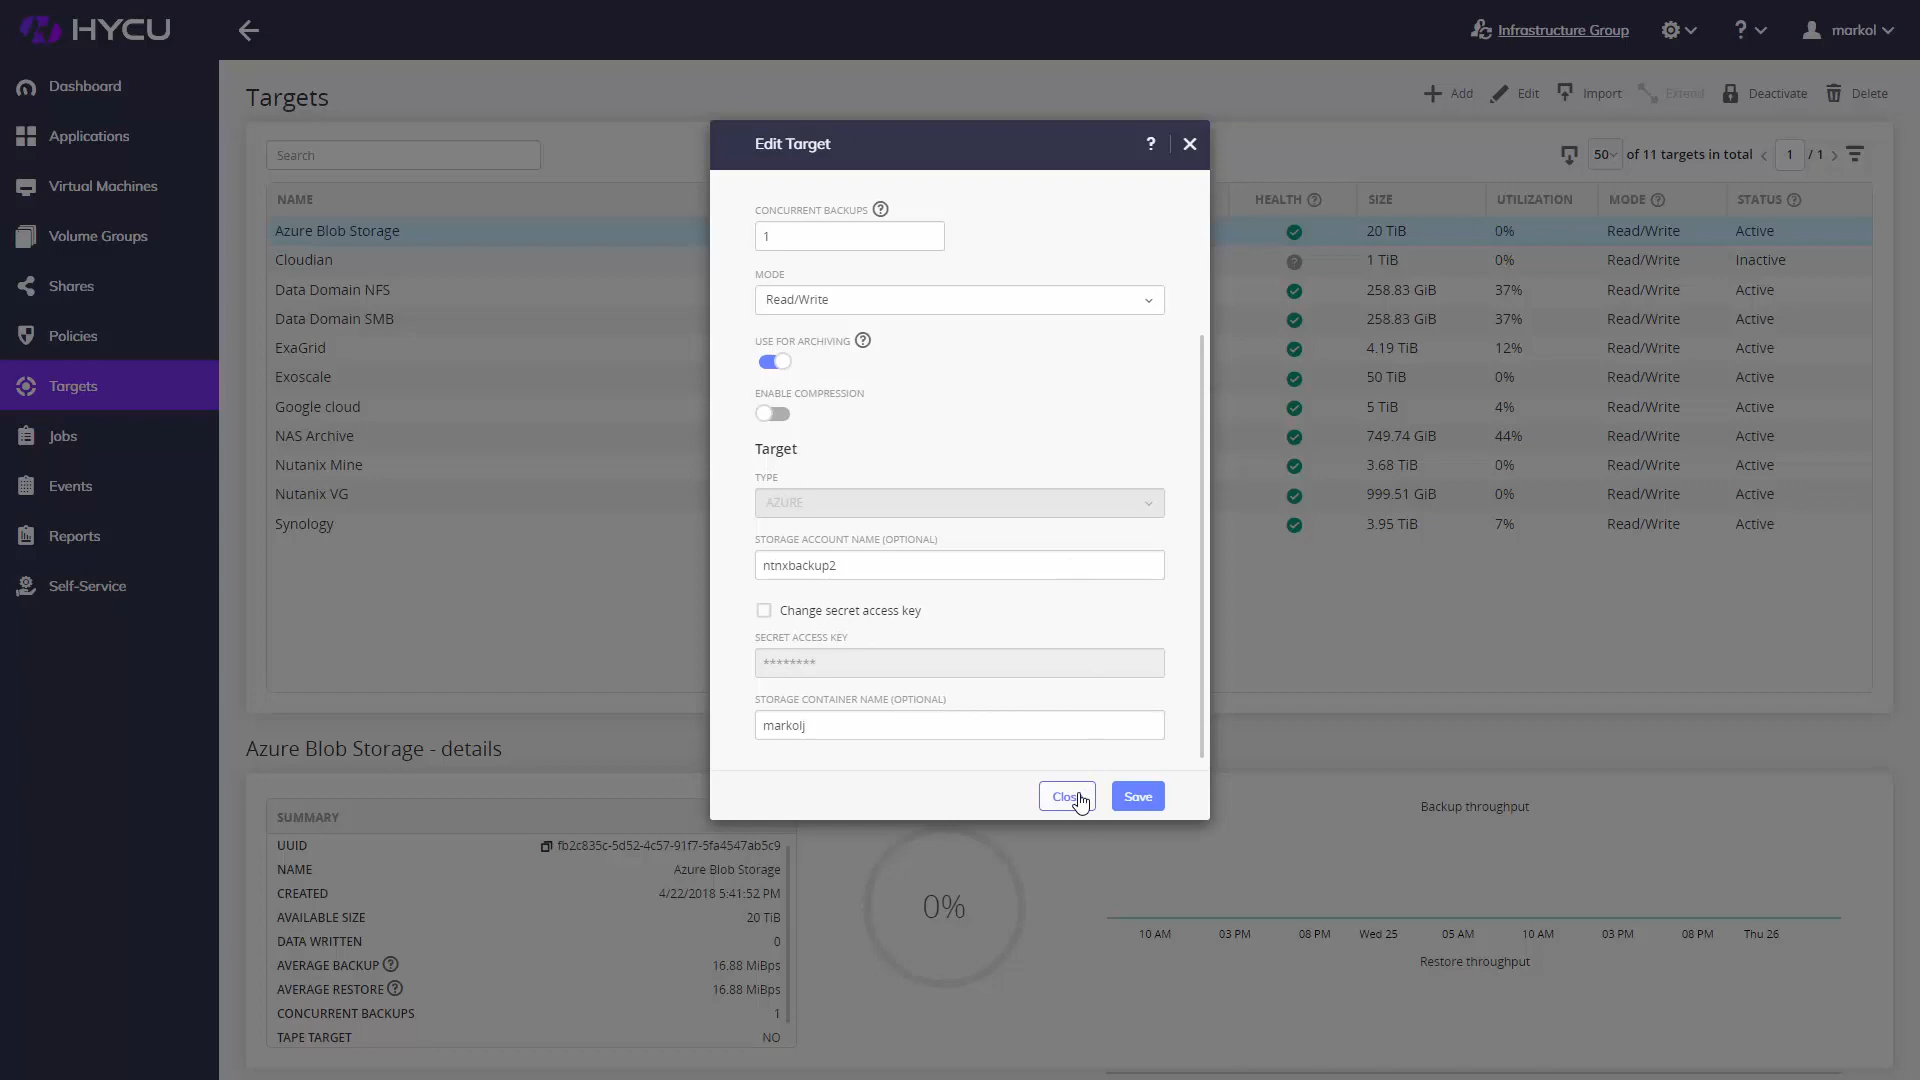 HYCU
Infrastructure Group
?
markol
Dashboard
Applications
Virtual Machines
Volume Groups
Shares
Policies
Targets
Jobs
Events
Reports
Self-Service
Targets
Add
Edit
Import
Extend
Deactivate
Delete
Search
50 of 11 targets in total < 1 / 1 >
NAME HEALTH ? SIZE UTILIZATION MODE ? STATUS ?
Azure Blob Storage 20 TiB 0% Read/Write Active
Cloudian ? 1 TiB 0% Read/Write Inactive
Data Domain NFS 258.83 GiB 37% Read/Write Active
Data Domain SMB 258.83 GiB 37% Read/Write Active
ExaGrid 4.19 TiB 12% Read/Write Active
Exoscale 50 TiB 0% Read/Write Active
Google cloud 5 TiB 4% Read/Write Active
NAS Archive 749.74 GiB 44% Read/Write Active
Nutanix Mine 3.68 TiB 0% Read/Write Active
Nutanix VG 999.51 GiB 0% Read/Write Active
Synology 3.95 TiB 7% Read/Write Active
Edit Target ?
CONCURRENT BACKUPS ?
1
MODE
Read/Write
USE FOR ARCHIVING ?
ENABLE COMPRESSION
Target
TYPE
AZURE
STORAGE ACCOUNT NAME (OPTIONAL)
ntnxbackup2
Change secret access key
SECRET ACCESS KEY
********
STORAGE CONTAINER NAME (OPTIONAL)
markolj
Save
Azure Blob Storage - details
SUMMARY
UUID fb2c835c-5d52-4c57-91f7-5fa4547ab5c9
NAME Azure Blob Storage
CREATED 4/22/2018 5:41:52 PM
AVAILABLE SIZE 20 TiB
DATA WRITTEN 0
AVERAGE BACKUP ? 16.88 MiBps
AVERAGE RESTORE ? 16.88 MiBps
CONCURRENT BACKUPS 1
TAPE TARGET NO
0%
Backup throughput
10 AM 03 PM 08 PM Wed 25 05 AM 10 AM 03 PM 08 PM Thu 26
Restore throughput